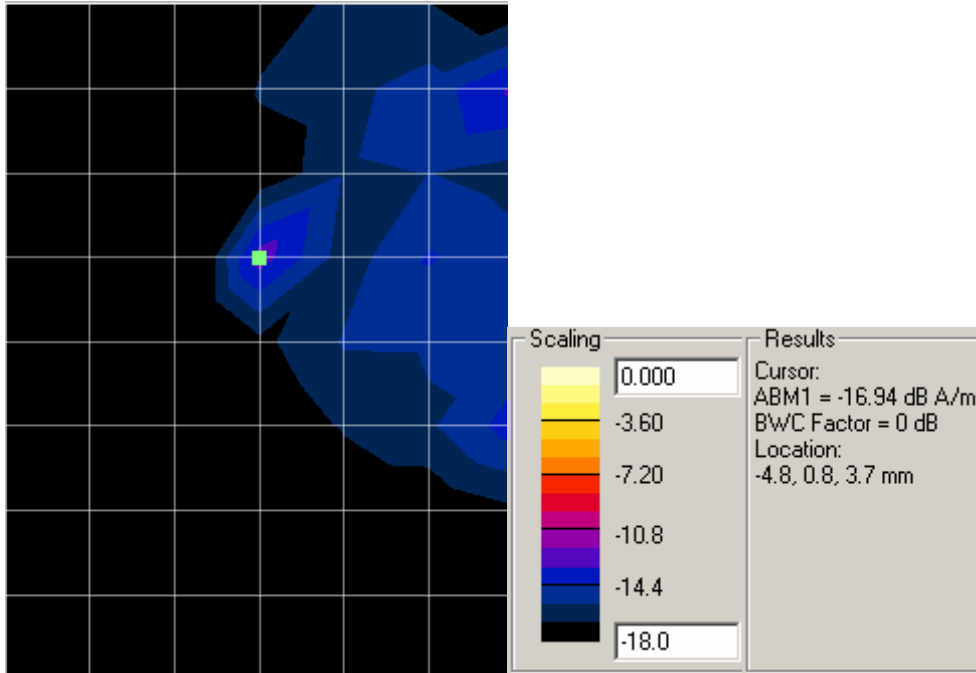 Scaling
0.000
-3.60
-7.20
-10.8
-14.4
-18.0
Results
Cursor:
ABM1 = -16.94 dB A/m
BWC Factor = 0 dB
Location:
-4.8, 0.8, 3.7 mm